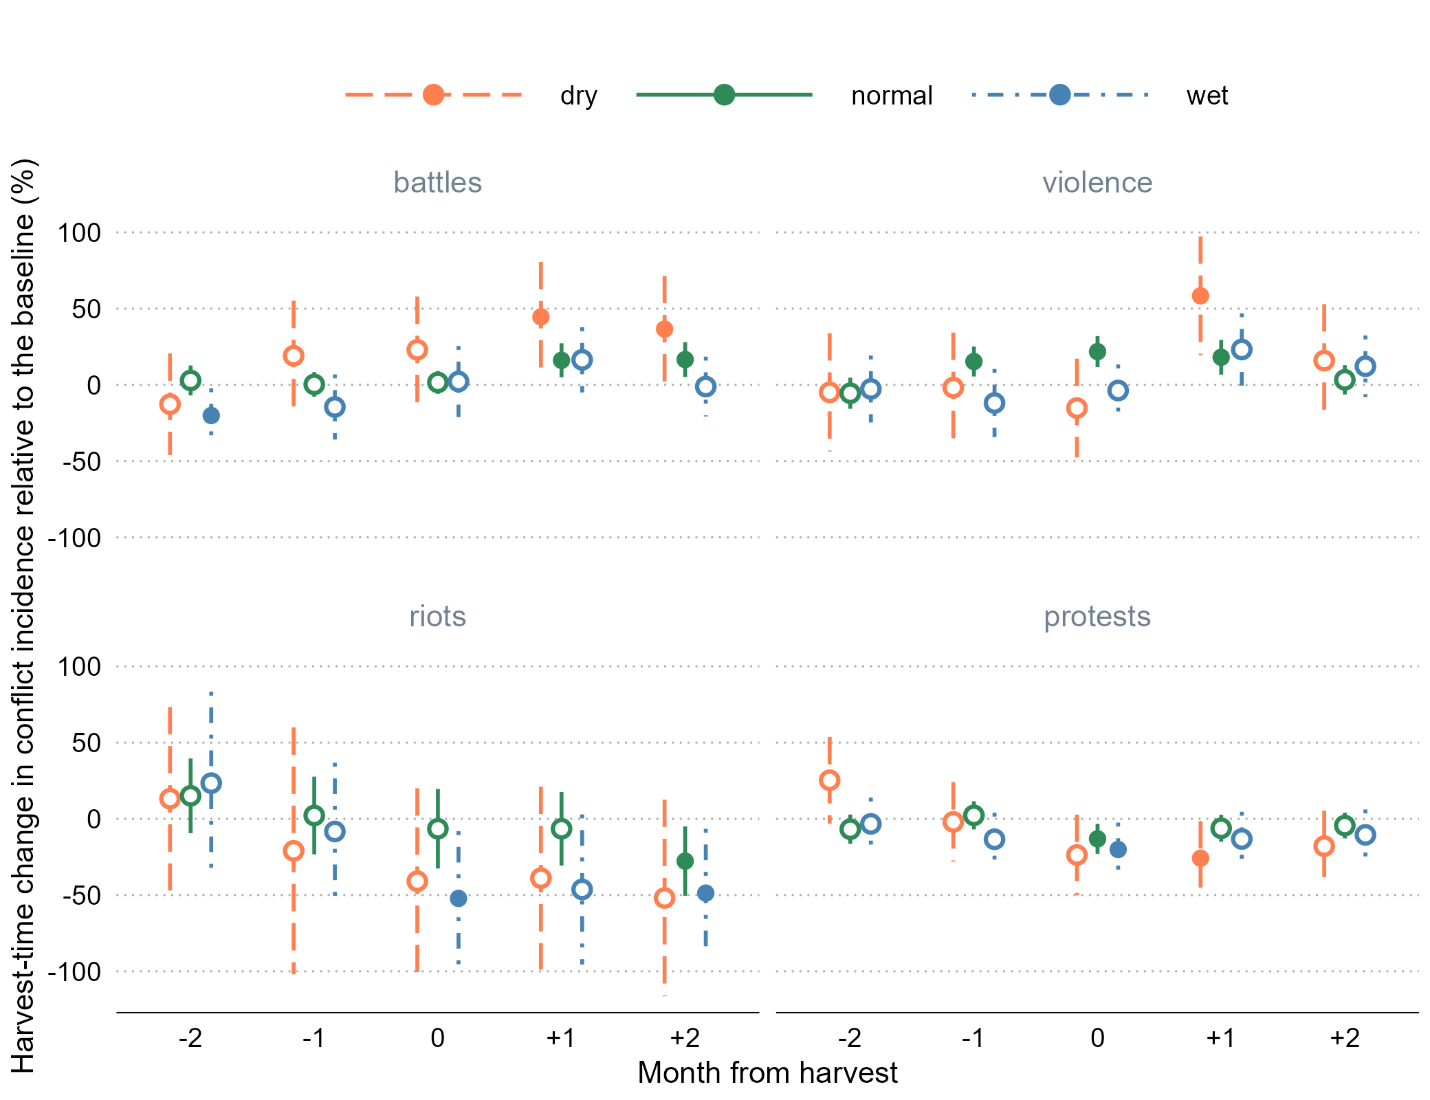 dry normal wet
Harvest-time change in conflict incidence relative to the baseline (%)
battles violence
100
50
0
-50
-100
riots protests
100
50
0
-50
-100
-2 -1 0 +1 +2 -2 -1 0 +1 +2
Month from harvest